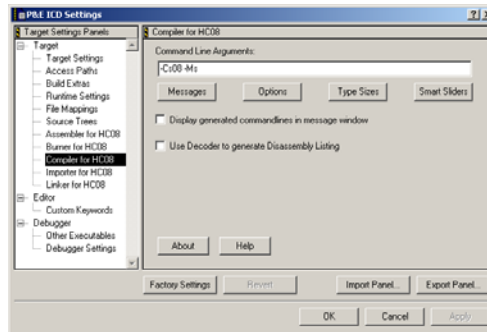 P&E ICD Settings
Target Settings Panels
Compiler for HC08
Target
Target Settings
Access Paths
Build Extras
Runtime Settings
File Mappings
Source Trees
Assembler for HC08
Burner for HC08
Compiler for HC08
Importer for HC08
Linker for HC08
Editor
Custom Keywords
Debugger
Other Executables
Debugger Settings
Command Line Arguments:
-Cs08 -Ms
Messages
Options
Type Sizes
Smart Sliders
Display generated commandlines in message window
Use Decoder to generate Disassembly Listing
About
Help
Factory Settings
Revert
Import Panel...
Export Panel...
OK
Cancel
Apply